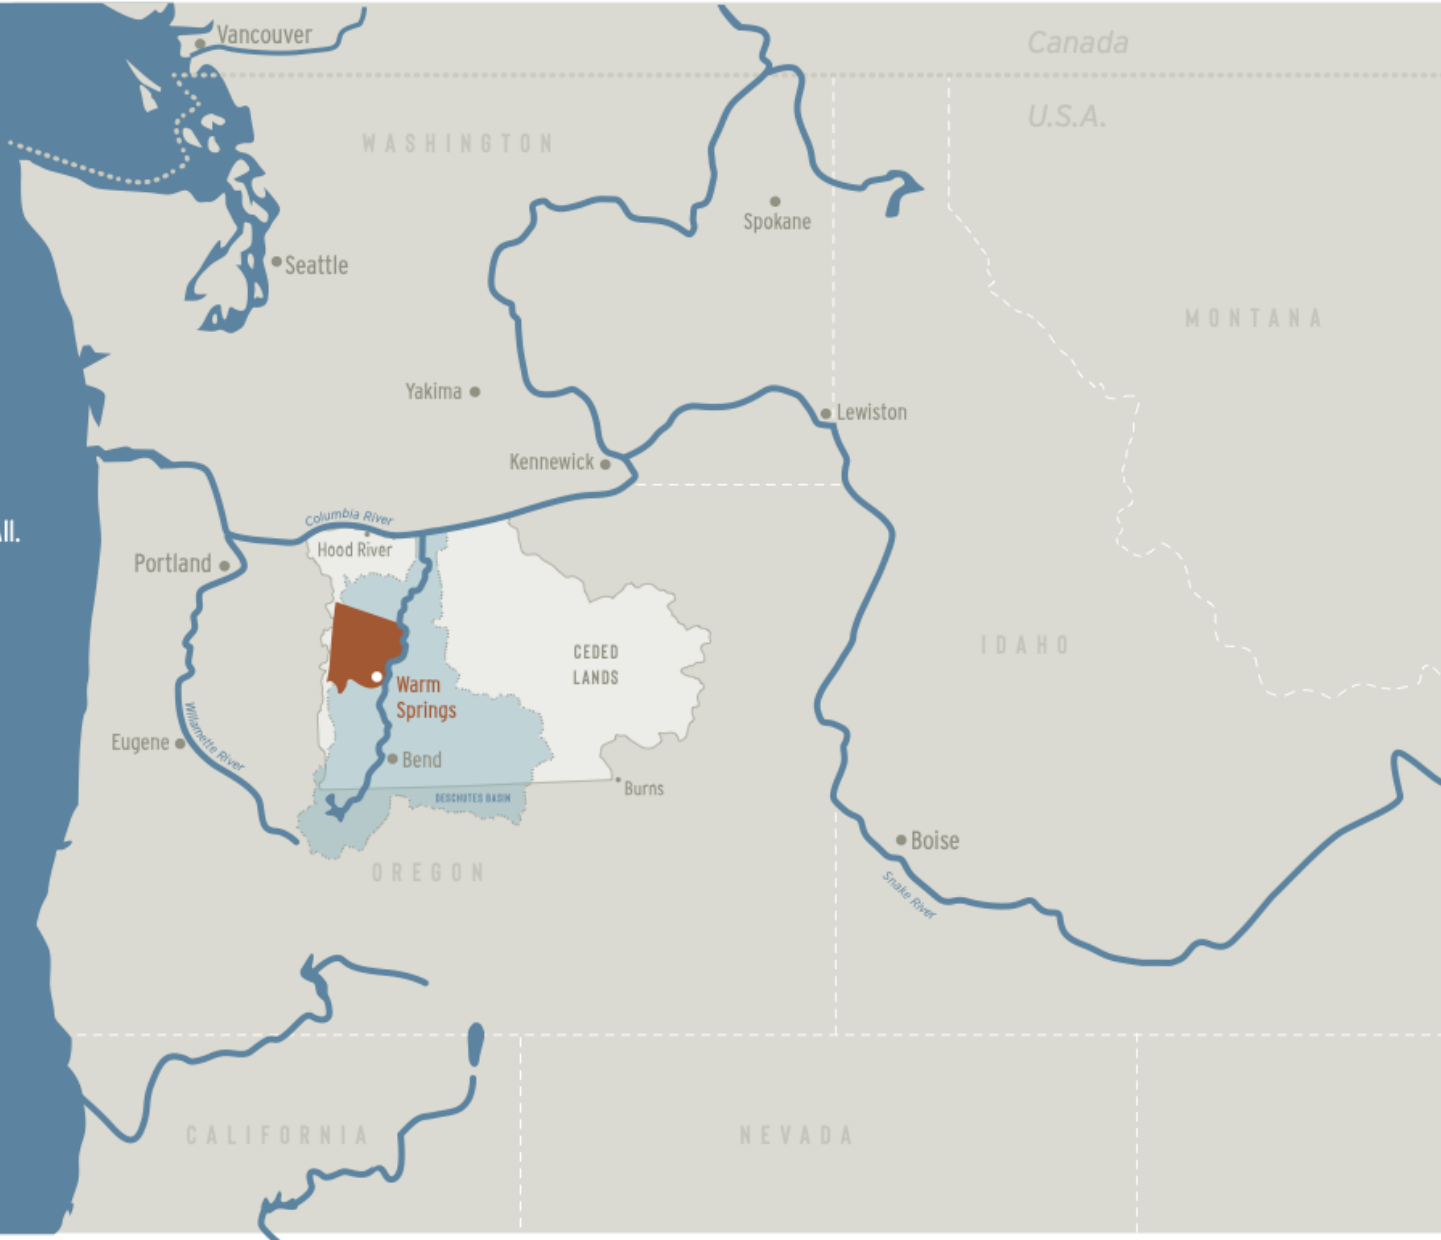 Vancouver
Canada
U.S.A.
WASHINGTON
Spokane
Seattle
MONTANA
Yakima
Lewiston
Kennewick
Columbia River
Hood River
Portland
IDAHO
CEDED
LANDS
Warm
Springs
Willamette River
Eugene
Bend
Burns
DESCHUTES BASIN
Boise
OREGON
Snake River
CALIFORNIA
NEVADA